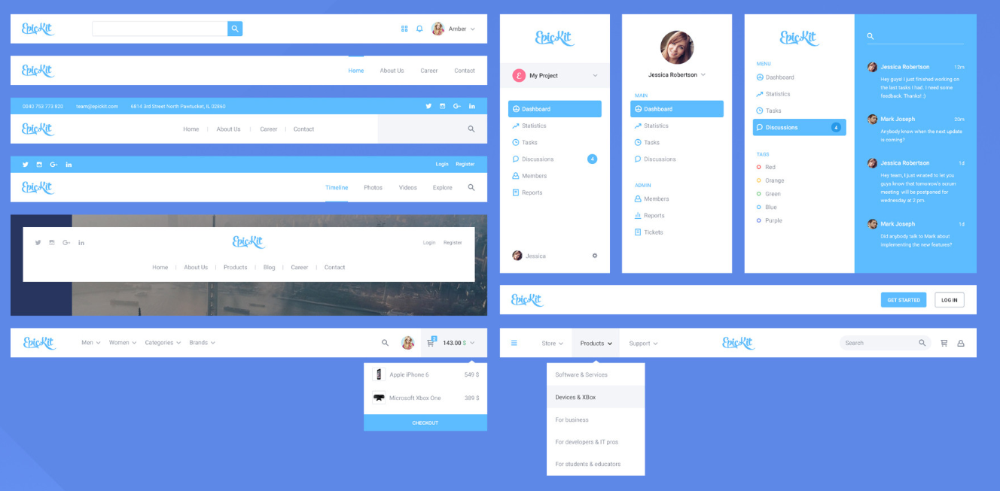 EpicKit
Amber
EpicKit
Home About Us Career Contact
0040 753 773 820 team@epickit.com 6814 3rd Street North Pawtucket, IL 02860
EpicKit
Home | About Us | Career | Contact
Login Register
EpicKit
Timeline Photos Videos Explore
EpicKit
Login Register
Home | About Us | Products | Blog | Career | Contact
EpicKit
Men Women Categories Brands
2
143.00 $
Apple iPhone 6 549 $
Microsoft Xbox One 389 $
CHECKOUT
EpicKit
E My Project
Dashboard
Statistics
Tasks
Discussions 4
Members
Reports
Jessica
Jessica Robertson
MAIN
Dashboard
Statistics
Tasks
Discussions
ADMIN
Members
Reports
Tickets
EpicKit
MENU
Dashboard
Statistics
Tasks
Discussions 4
TAGS
Red
Orange
Green
Blue
Purple
Jessica Robertson 12m
Hey guys! I just finished working on
the last tasks I had. I need some
feedback. Thanks! :)
Mark Joseph 20m
Anybody know when the next update
is coming?
Jessica Robertson 1d
Hey team, I just wnated to let you
guys know that tomorrow's scrum
meeting will be postponed for
wednesday at 2 pm.
Mark Joseph 1d
Did anybody talk to Mark about
implementing the new features?
EpicKit
GET STARTED LOG IN
Store Products Support
EpicKit
Search
Software & Services
Devices & XBox
For business
For developers & IT pros
For students & educators